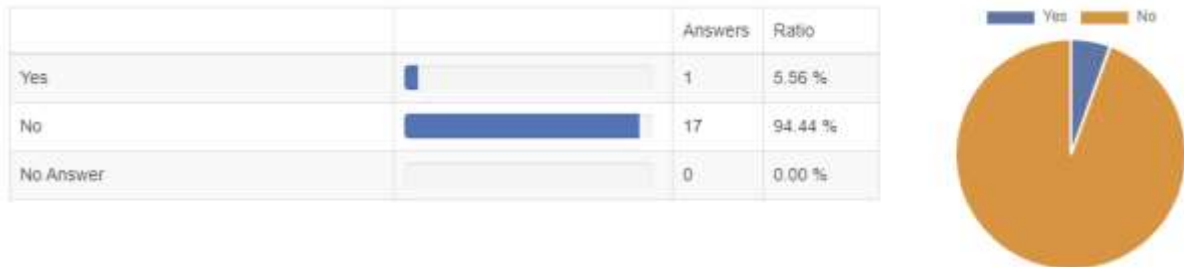 Answers Ratio
Yes 1 5.56 %
No 17 94.44 %
No Answer 0 0.00 %
Yes No